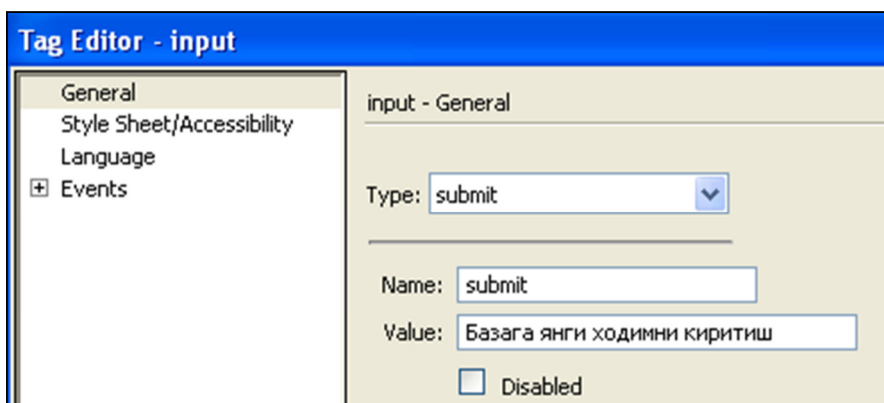 Tag Editor - input
General
Style Sheet/Accessibility
Language
Events
input - General
Type: submit
Name: submit
Value: Базага янги ходимни киритиш
Disabled